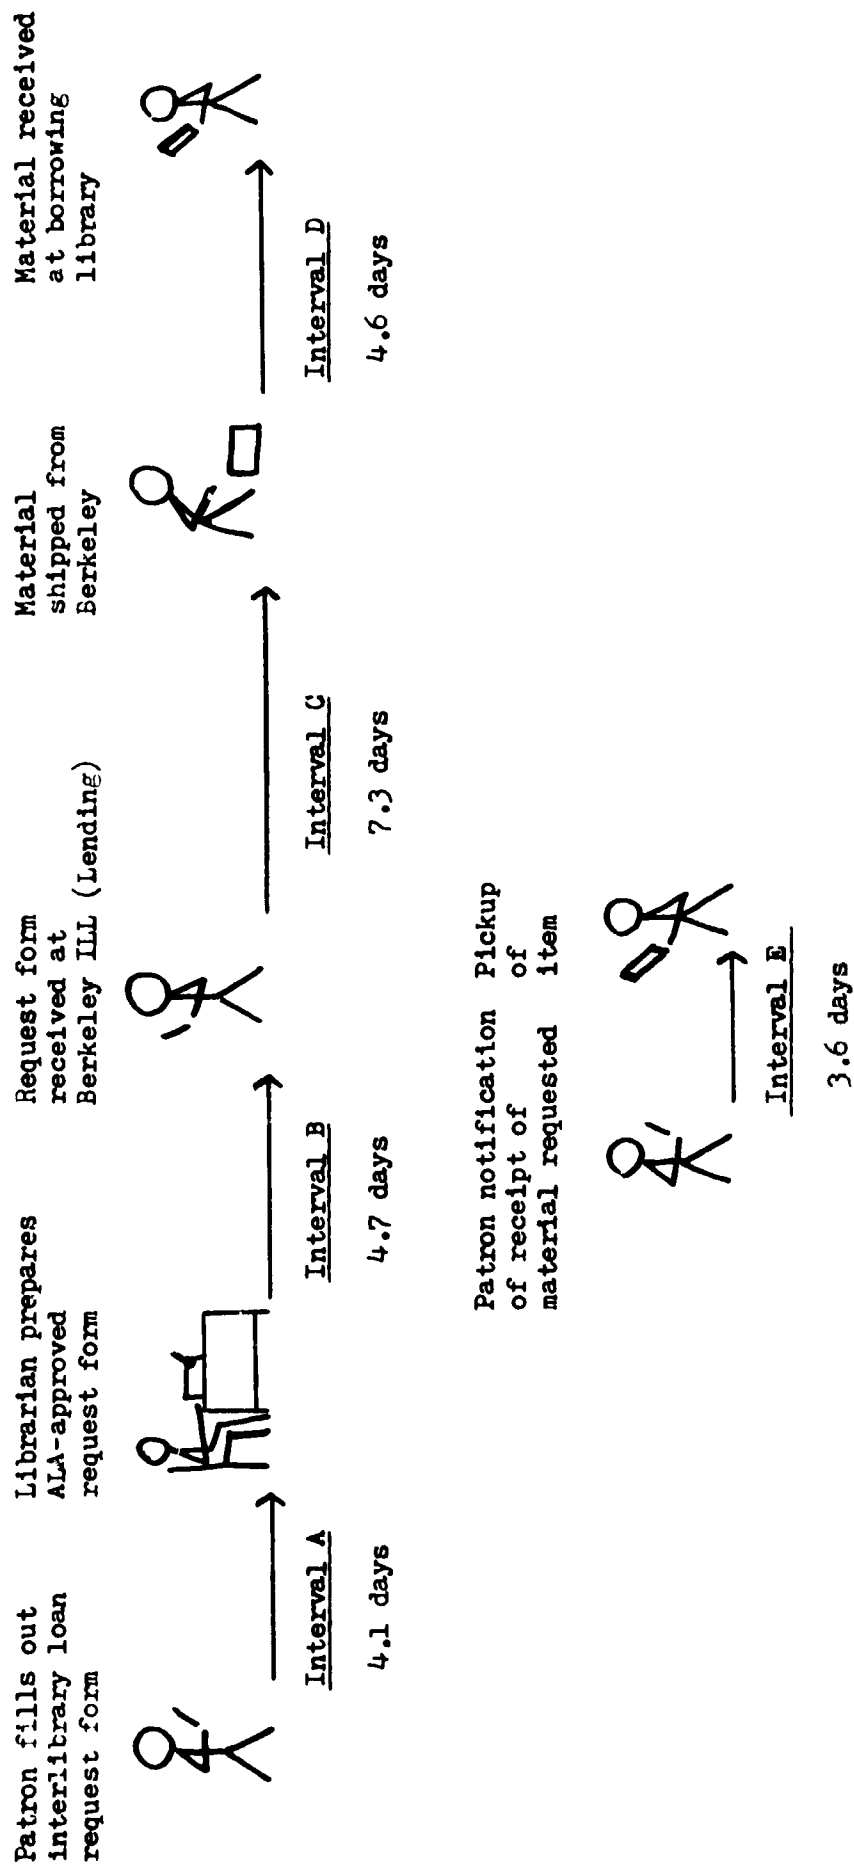 Patron fills out
interlibrary loan
request form
Librarian prepares
ALA-approved
request form
Request form
received at
Berkeley ILL (Lending)
Material
shipped from
Berkeley
Material received
at borrowing
library
Interval A
4.1 days
Interval B
4.7 days
Interval C
7.3 days
Interval D
4.6 days
Patron notification
of receipt of
material requested
Pickup
of
item
Interval E
3.6 days